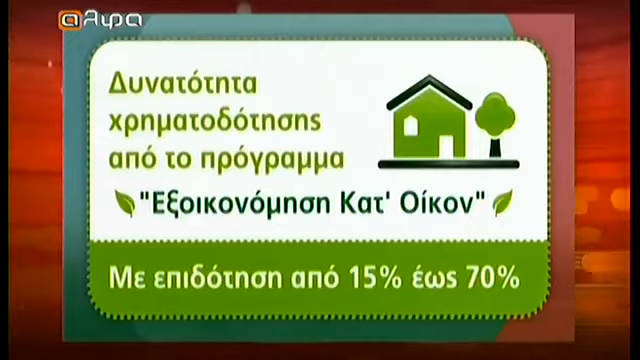 αλφα
Δυνατότητα
χρηματοδότησης
από το πρόγραμμα
"Εξοικονόμηση Κατ' Οίκον"
Με επιδότηση από 15% έως 70%